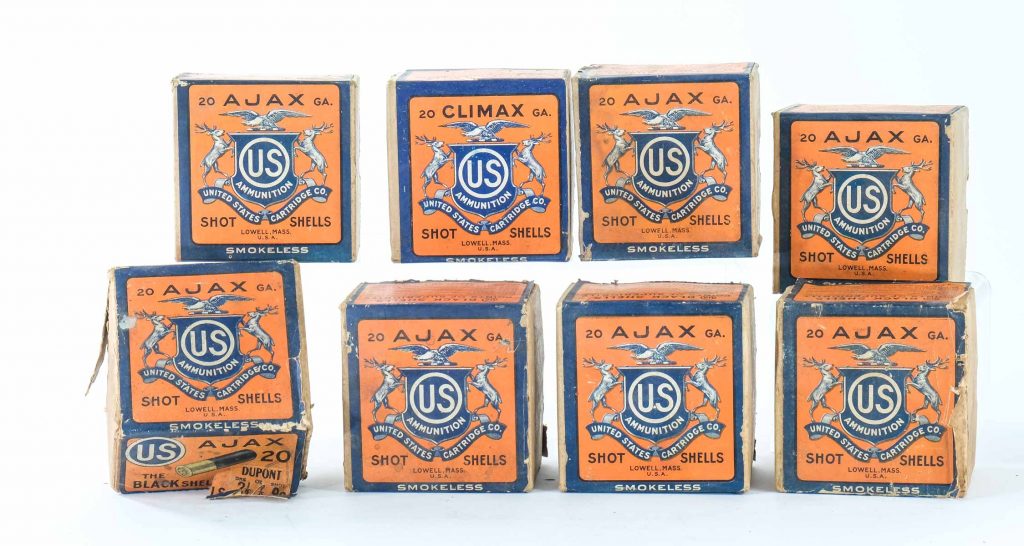 20 AJAX GA.
US
AMMUNITION
UNITED STATES CARTRIDGE CO.
SHOT SHELLS
LOWELL, MASS.
U.S.A.
SMOKELESS
20 CLIMAX GA.
US
AMMUNITION
UNITED STATES CARTRIDGE CO.
SHOT SHELLS
LOWELL, MASS.
U.S.A.
SMOKELESS
20 AJAX GA.
US
AMMUNITION
UNITED STATES CARTRIDGE CO.
SHOT SHELLS
LOWELL, MASS.
U.S.A.
SMOKELESS
20 AJAX GA.
US
AMMUNITION
UNITED STATES CARTRIDGE CO.
SHOT SHELLS
LOWELL, MASS.
U.S.A.
20 AJAX GA.
US
AMMUNITION
UNITED STATES CARTRIDGE CO.
SHOT SHELLS
LOWELL, MASS.
U.S.A.
SMOKELESS
US AJAX 20
THE DUPONT
BLACK SHEL
20 AJAX GA.
US
AMMUNITION
UNITED STATES CARTRIDGE CO.
SHOT SHELLS
LOWELL, MASS.
U.S.A.
SMOKELESS
20 AJAX GA.
US
AMMUNITION
UNITED STATES CARTRIDGE CO.
SHOT SHELLS
LOWELL, MASS.
U.S.A.
SMOKELESS
20 AJAX GA.
US
AMMUNITION
UNITED STATES CARTRIDGE CO.
SHOT SHELLS
LOWELL, MASS.
U.S.A.
SMOKELESS